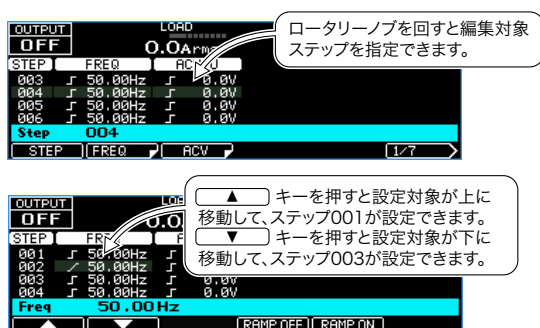 OUTPUT LOAD
OFF 0.0Arms
ロータリーノブを回すと編集対象
ステップを指定できます。
STEP FREQ
003 50.00Hz 0.0V
004 50.00Hz 0.0V
005 50.00Hz 0.0V
006 50.00Hz 0.0V
Step 004
STEP FREQ ACV 1/7
OUTPUT
OFF
▲ キーを押すと設定対象が上に
移動して、ステップ001が設定できます。
▼ キーを押すと設定対象が下に
移動して、ステップ003が設定できます。
STEP
001 50.00Hz
002 50.00Hz
003 50.00Hz 0.0V
004 50.00Hz 0.0V
Freq 50.00Hz
▲ ▼ RAMP OFF RAMP ON